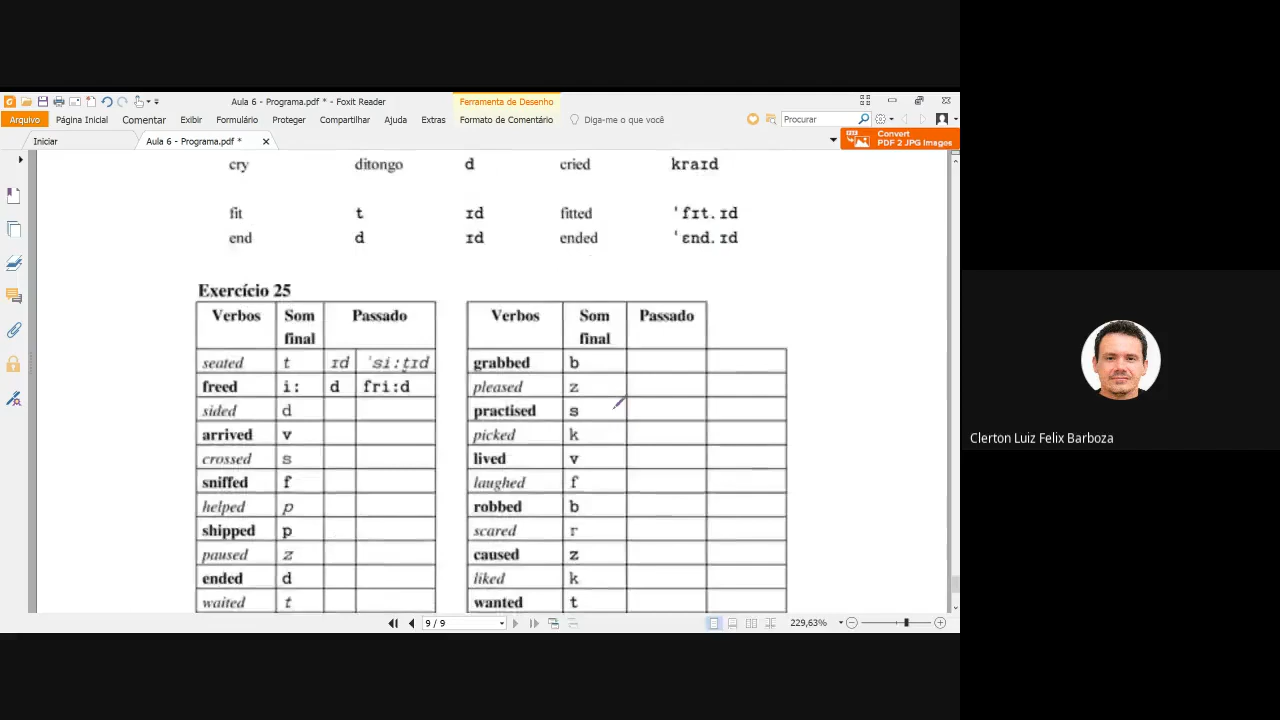 Aula 6 - Programa.pdf * - Foxit Reader
Ferramenta de Desenho
Arquivo Página Inicial Comentar Exibir Formulário Proteger Compartilhar Ajuda Extras Formato de Comentário Diga-me o que você Procurar
Iniciar Aula 6 - Programa.pdf *
Convert
PDF 2 JPG Images
cry ditongo d cried kraɪd
fit t ɪd fitted ˈfɪt.ɪd
end d ɪd ended ˈɛnd.ɪd
Exercício 25
Verbos Som final Passado
seated t ɪd ˈsi:t̬ɪd
freed i: d fri:d
sided d
arrived v
crossed s
sniffed f
helped p
shipped p
paused z
ended d
waited t
Verbos Som final Passado
grabbed b
pleased z
practised s
picked k
lived v
laughed f
robbed b
scared r
caused z
liked k
wanted t
9 / 9
229,63%
Clerton Luiz Felix Barboza